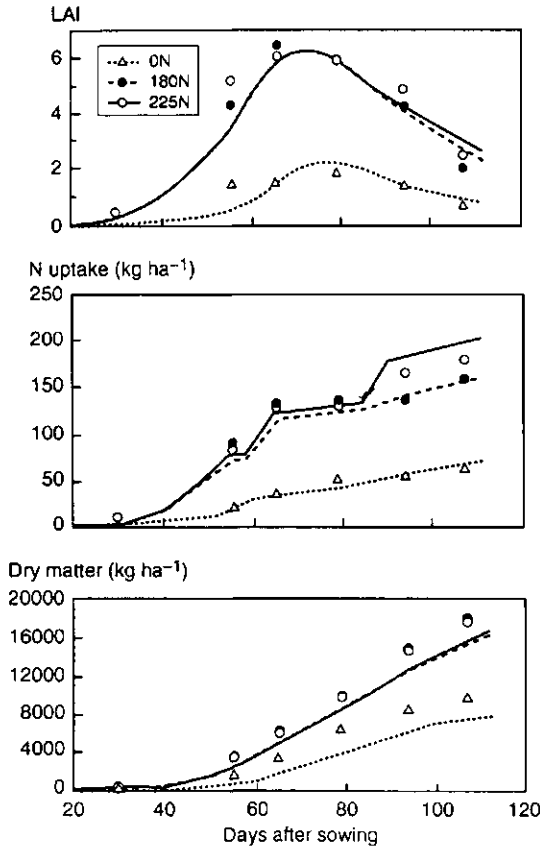 LAI
6
4
2
0
0N
180N
225N
N uptake (kg ha⁻¹)
250
200
150
100
50
0
Dry matter (kg ha⁻¹)
20000
16000
12000
8000
4000
0
20 40 60 80 100 120
Days after sowing